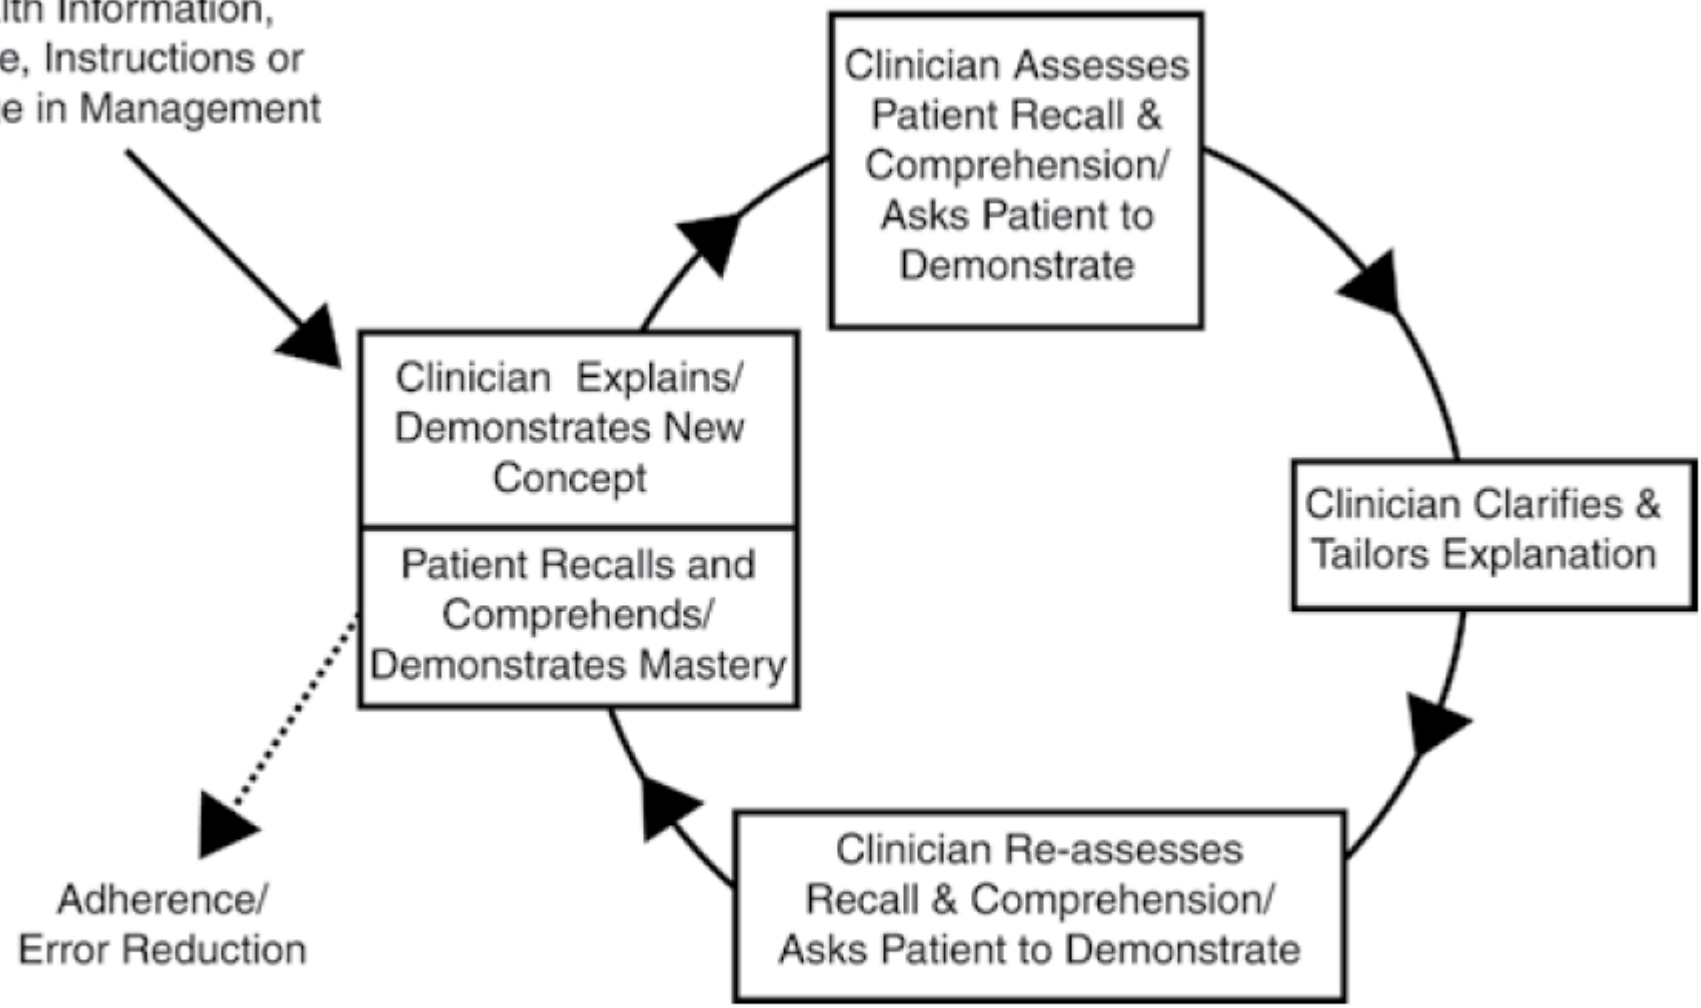 Information,
Instructions or
in Management
Clinician Assesses
Patient Recall &
Comprehension/
Asks Patient to
Demonstrate
Clinician Explains/
Demonstrates New
Concept
Patient Recalls and
Comprehends/
Demonstrates Mastery
Clinician Clarifies &
Tailors Explanation
Clinician Re-assesses
Recall & Comprehension/
Asks Patient to Demonstrate
Adherence/
Error Reduction